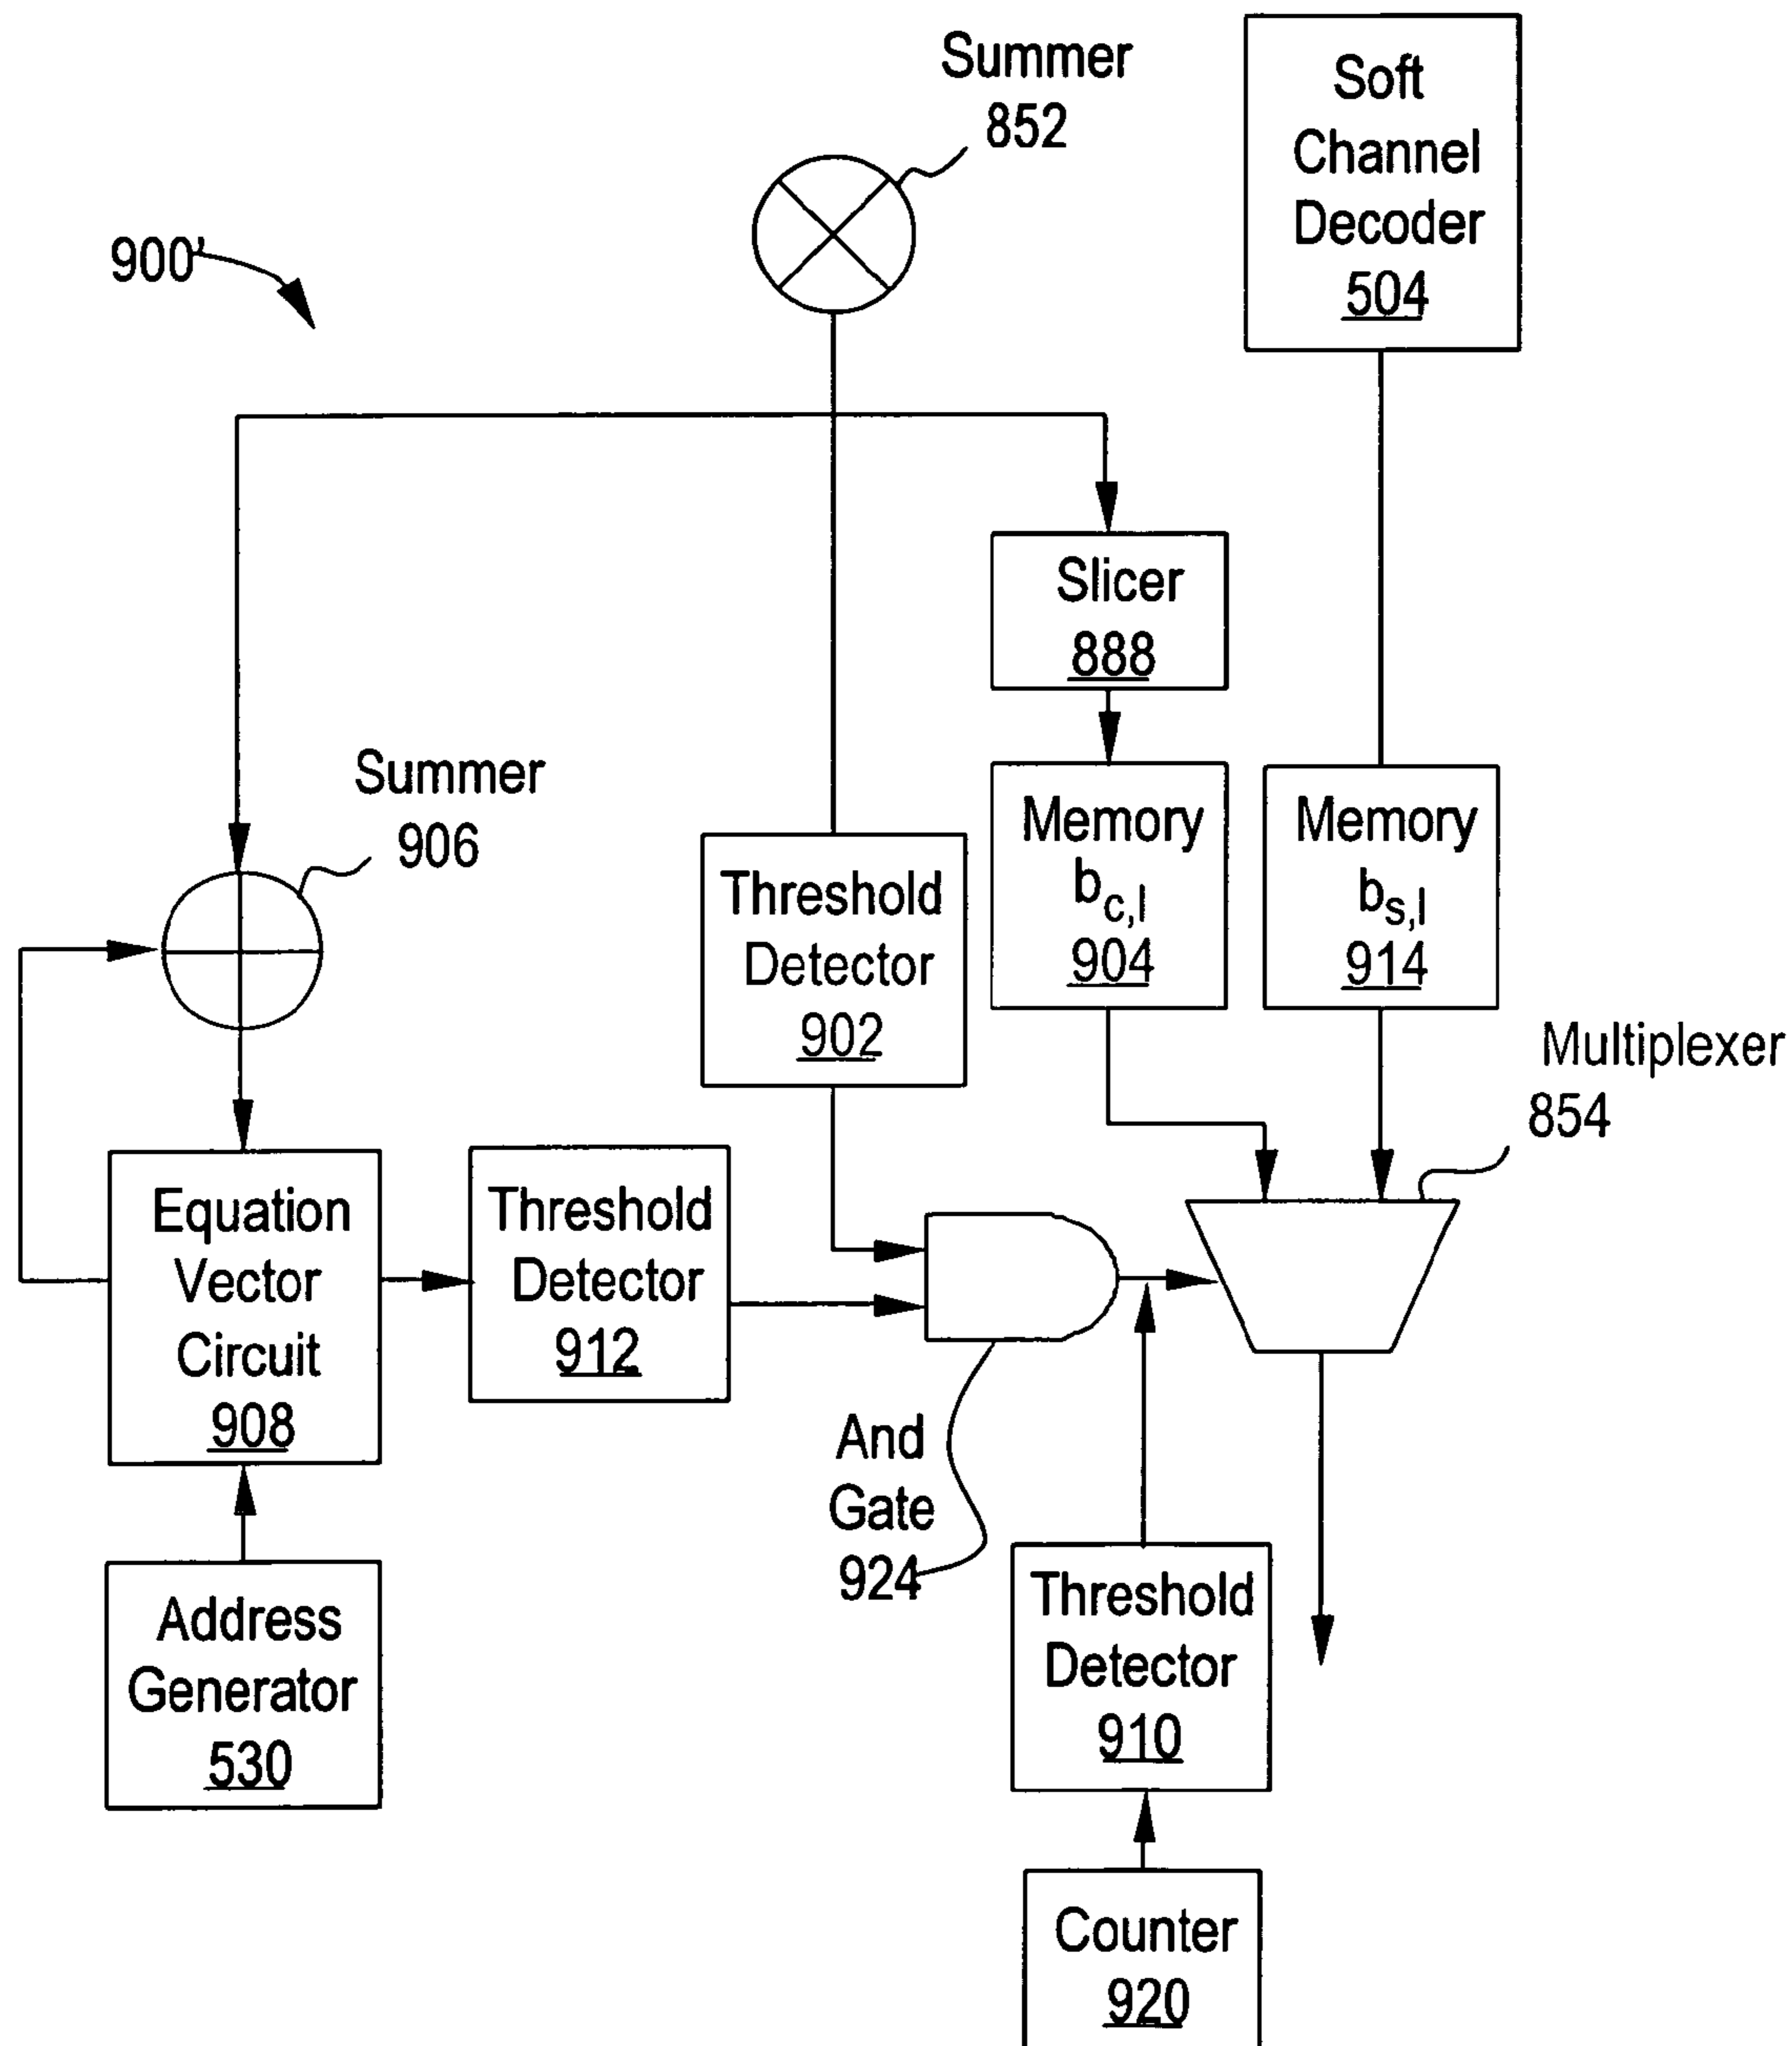 Summer
852
Soft
Channel
Decoder
504
900'
Slicer
888
Summer
906
Threshold
Detector
902
Memory
b_c,l
904
Memory
b_s,l
914
Multiplexer
854
Equation
Vector
Circuit
908
Threshold
Detector
912
And
Gate
924
Address
Generator
530
Threshold
Detector
910
Counter
920